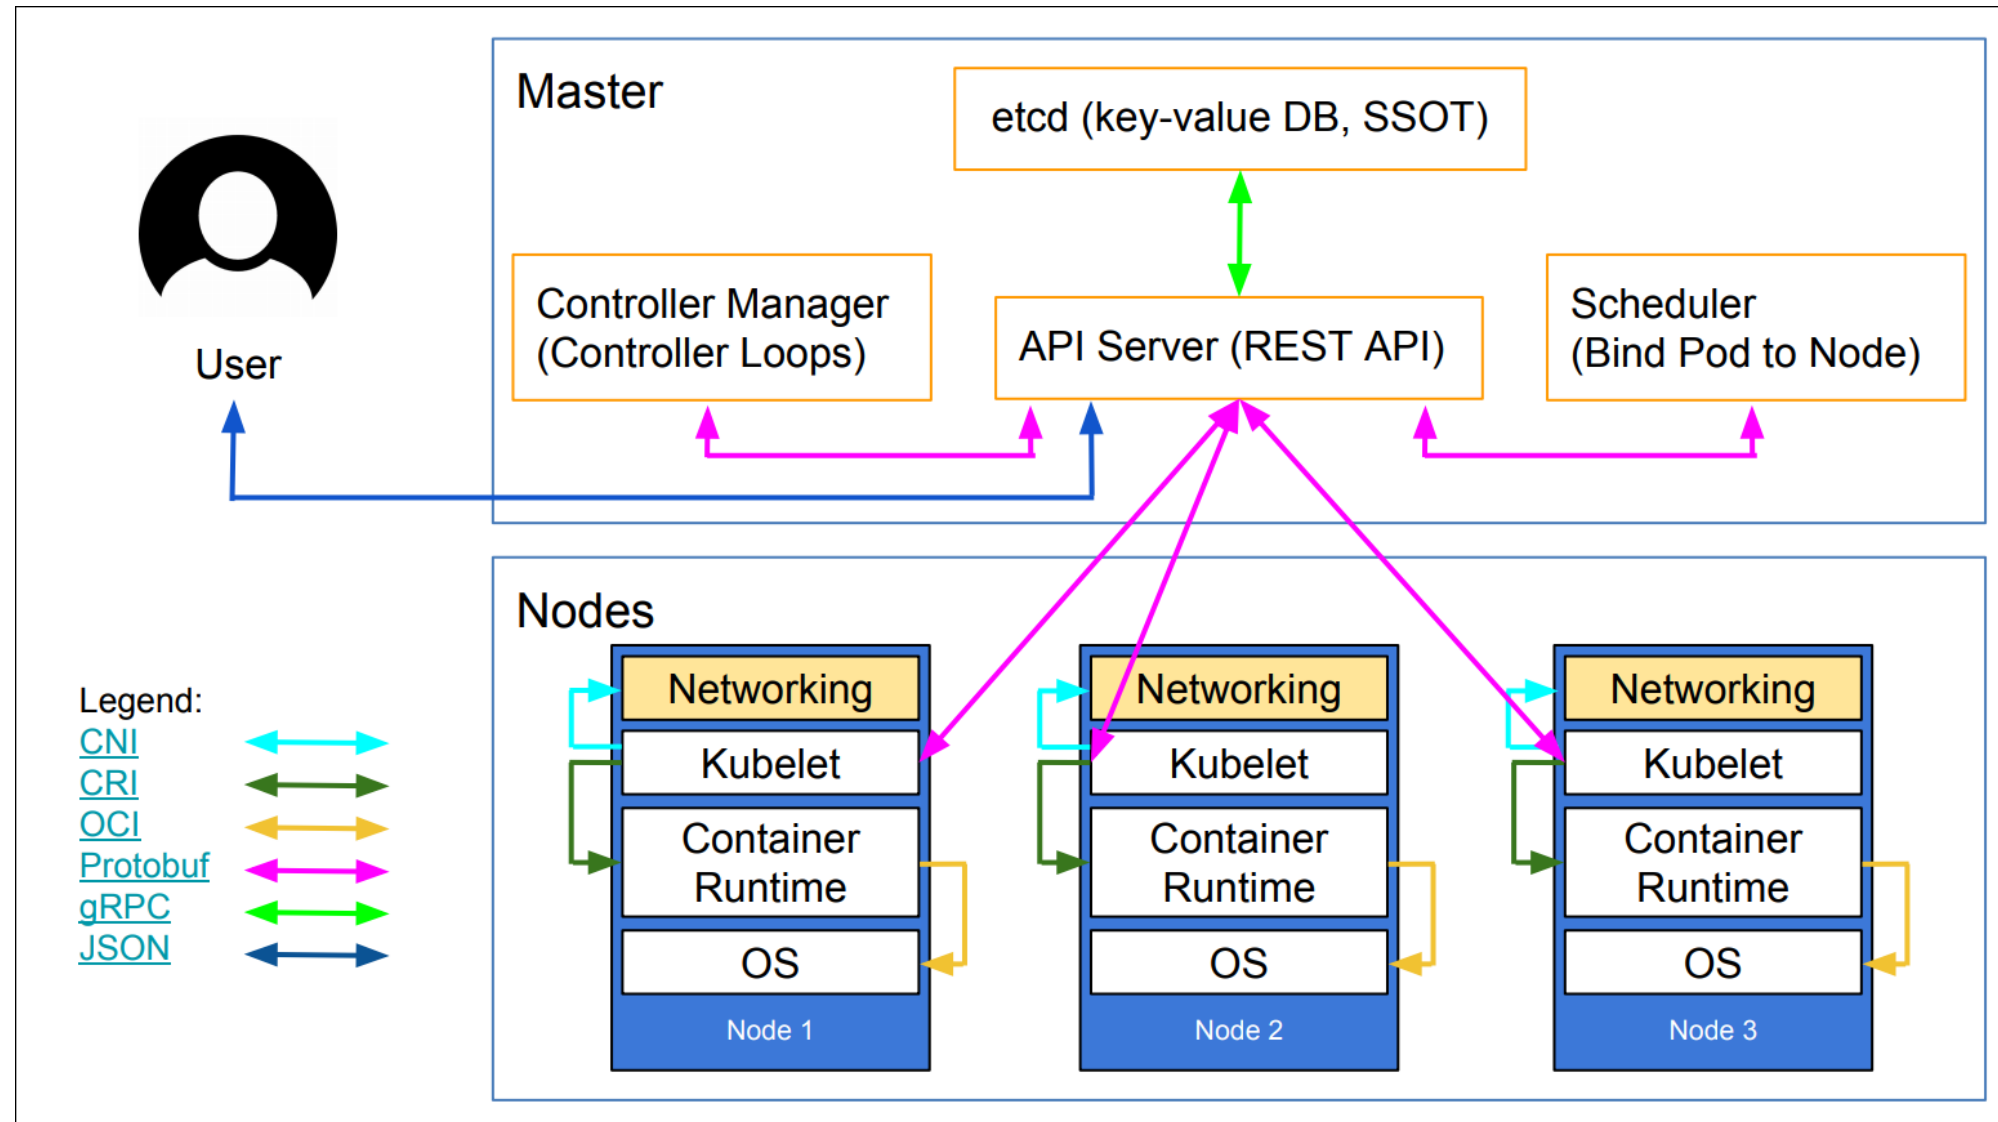 Master
etcd (key-value DB, SSOT)
Controller Manager
(Controller Loops)
API Server (REST API)
Scheduler
(Bind Pod to Node)
User
Nodes
Networking
Kubelet
Container
Runtime
OS
Node 1
Networking
Kubelet
Container
Runtime
OS
Node 2
Networking
Kubelet
Container
Runtime
OS
Node 3
Legend:
CNI
CRI
OCI
Protobuf
gRPC
JSON